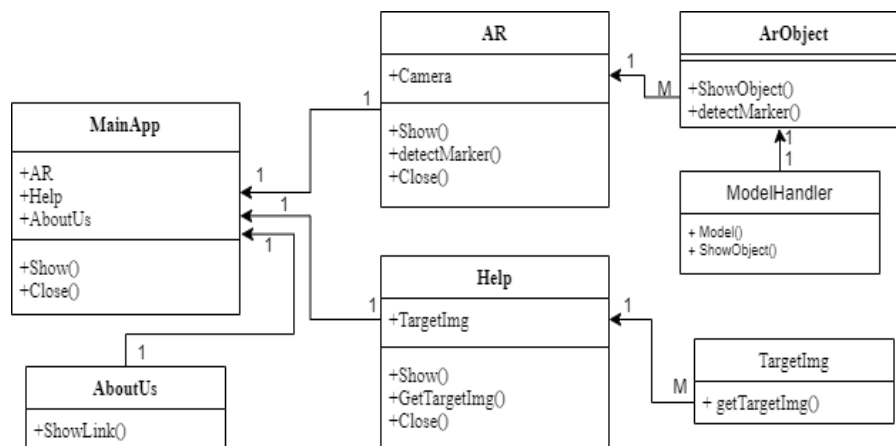 MainApp
+AR
+Help
+AboutUs
+Show()
+Close()
1
1
1
AboutUs
+ShowLink()
1
AR
+Camera
+Show()
+detectMarker()
+Close()
1
1
ArObject
+ShowObject()
+detectMarker()
M
1
1
ModelHandler
+ Model()
+ ShowObject()
Help
+TargetImg
+Show()
+GetTargetImg()
+Close()
1
1
TargetImg
+ getTargetImg()
M